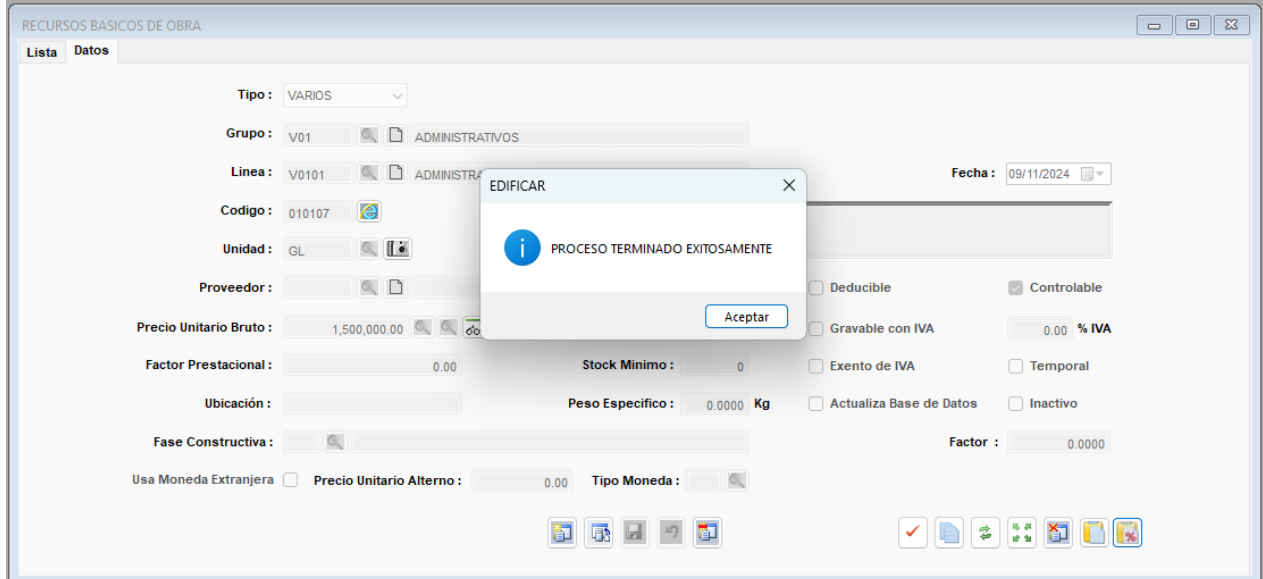 RECURSOS BASICOS DE OBRA
Lista Datos
Tipo : VARIOS
Grupo : V01 ADMINISTRATIVOS
Linea : V0101
Fecha : 09/11/2024
EDIFICAR
Codigo : 010107
PROCESO TERMINADO EXITOSAMENTE
Unidad : GL
Proveedor : Deducible Controlable
Aceptar
Precio Unitario Bruto : 1,500,000.00 Gravable con IVA 0.00 % IVA
Factor Prestacional : 0.00 Stock Minimo : 0 Exento de IVA Temporal
Ubicación : Peso Especifico : 0.0000 Kg Actualiza Base de Datos Inactivo
Fase Constructiva : Factor : 0.0000
Usa Moneda Extranjera Precio Unitario Alterno : 0.00 Tipo Moneda :